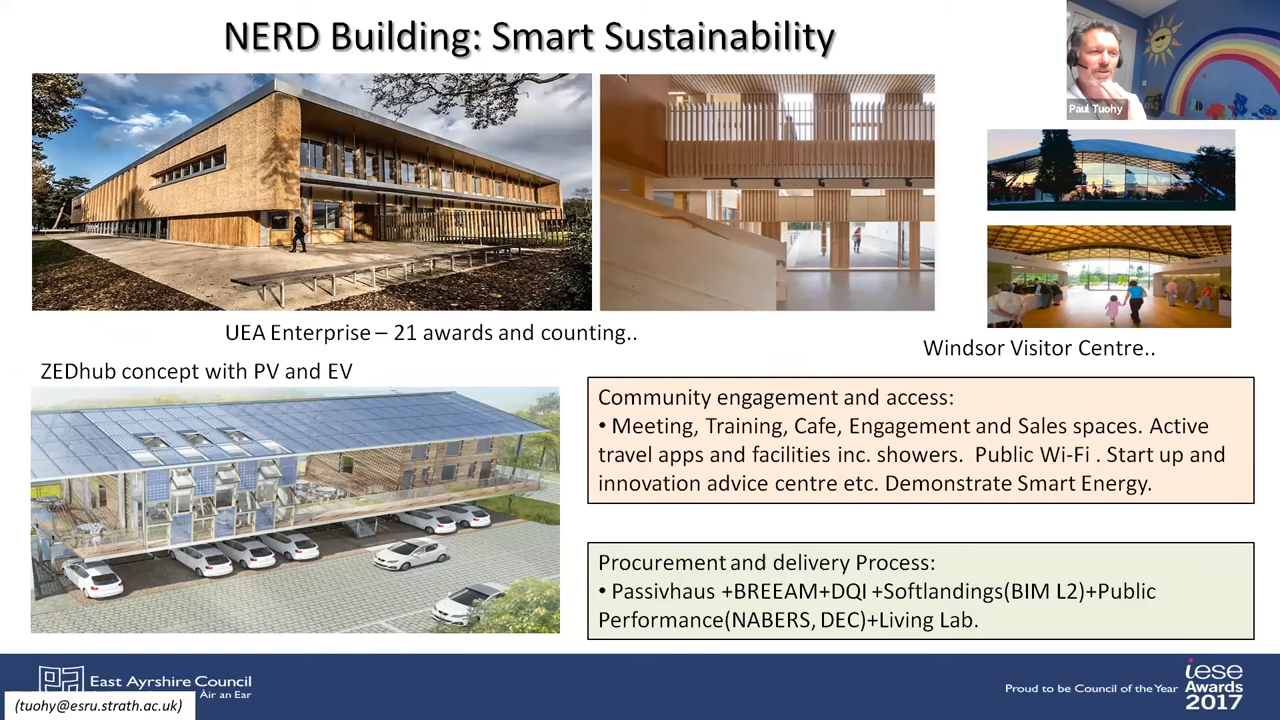 NERD Building: Smart Sustainability
Paul Tuohy
UEA Enterprise – 21 awards and counting..
Windsor Visitor Centre..
ZEDhub concept with PV and EV
Community engagement and access:
• Meeting, Training, Cafe, Engagement and Sales spaces. Active
travel apps and facilities inc. showers. Public Wi-Fi . Start up and
innovation advice centre etc. Demonstrate Smart Energy.
Procurement and delivery Process:
• Passivhaus +BREEAM+DQI +Softlandings(BIM L2)+Public
Performance(NABERS, DEC)+Living Lab.
East Ayrshire Council
Àir an Ear
(tuohy@esru.strath.ac.uk)
Proud to be Council of the Year
iese
Awards
2017